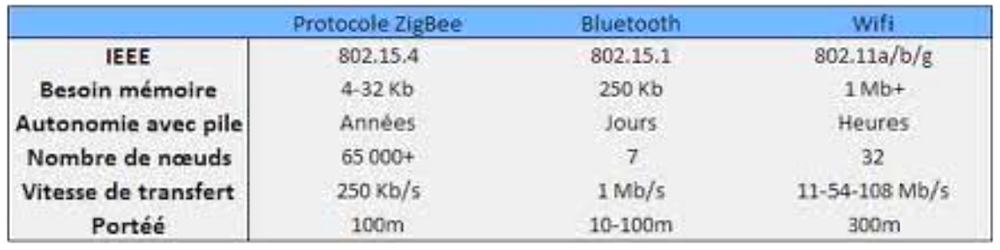 Protocole ZigBee Bluetooth Wifi
IEEE 802.15.4 802.15.1 802.11a/b/g
Besoin mémoire 4-32 Kb 250 Kb 1 Mb+
Autonomie avec pile Années Jours Heures
Nombre de nœuds 65 000+ 7 32
Vitesse de transfert 250 Kb/s 1 Mb/s 11-54-108 Mb/s
Portéé 100m 10-100m 300m